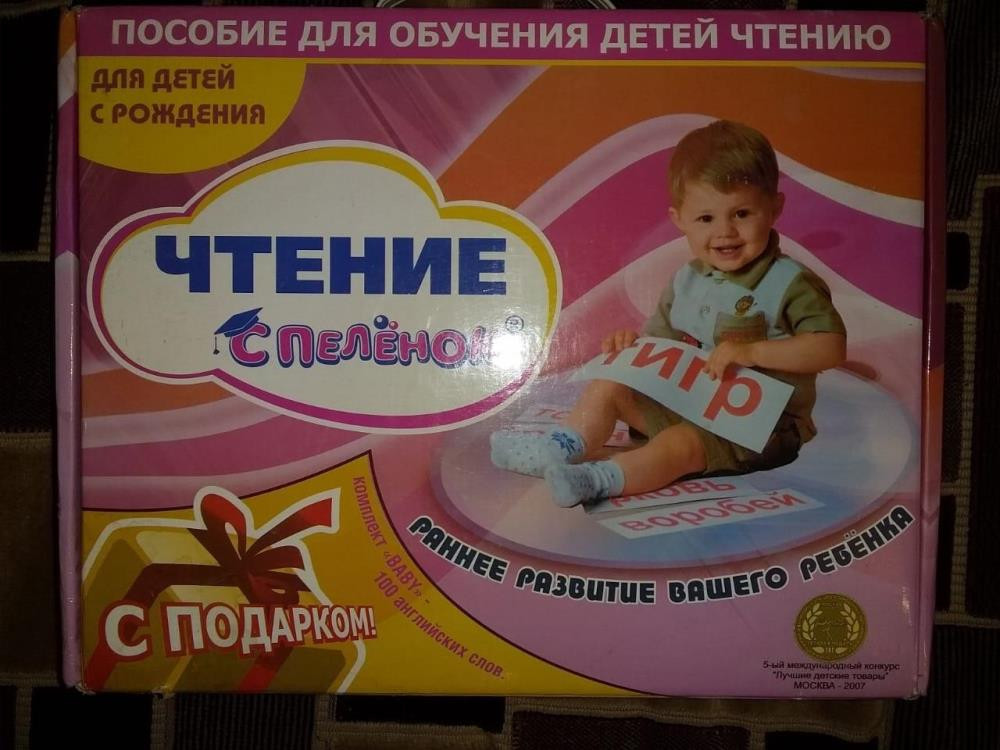 ПОСОБИЕ ДЛЯ ОБУЧЕНИЯ ДЕТЕЙ ЧТЕНИЮ
ДЛЯ ДЕТЕЙ
С РОЖДЕНИЯ
ЧТЕНИЕ
С ПЕЛЁНОК®
тигр
воробей
РАННЕЕ РАЗВИТИЕ ВАШЕГО РЕБЁНКА
комплект «BABY» -
100 английских слов.
С ПОДАРКОМ!
5-ый международный конкурс
"Лучшие детские товары"
МОСКВА - 2007